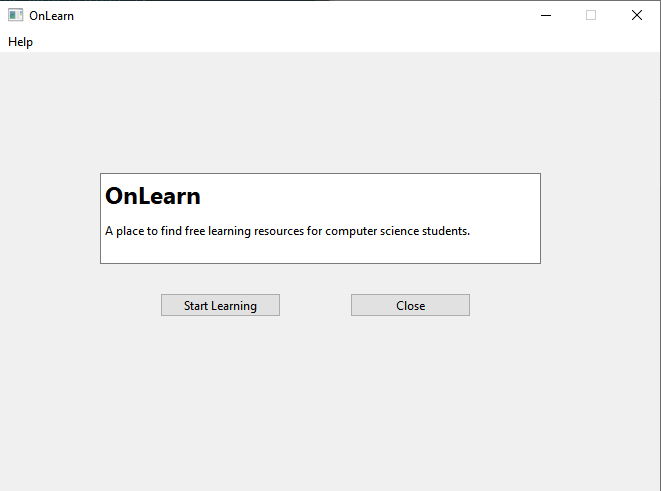 OnLearn
Help
OnLearn
A place to find free learning resources for computer science students.
Start Learning
Close